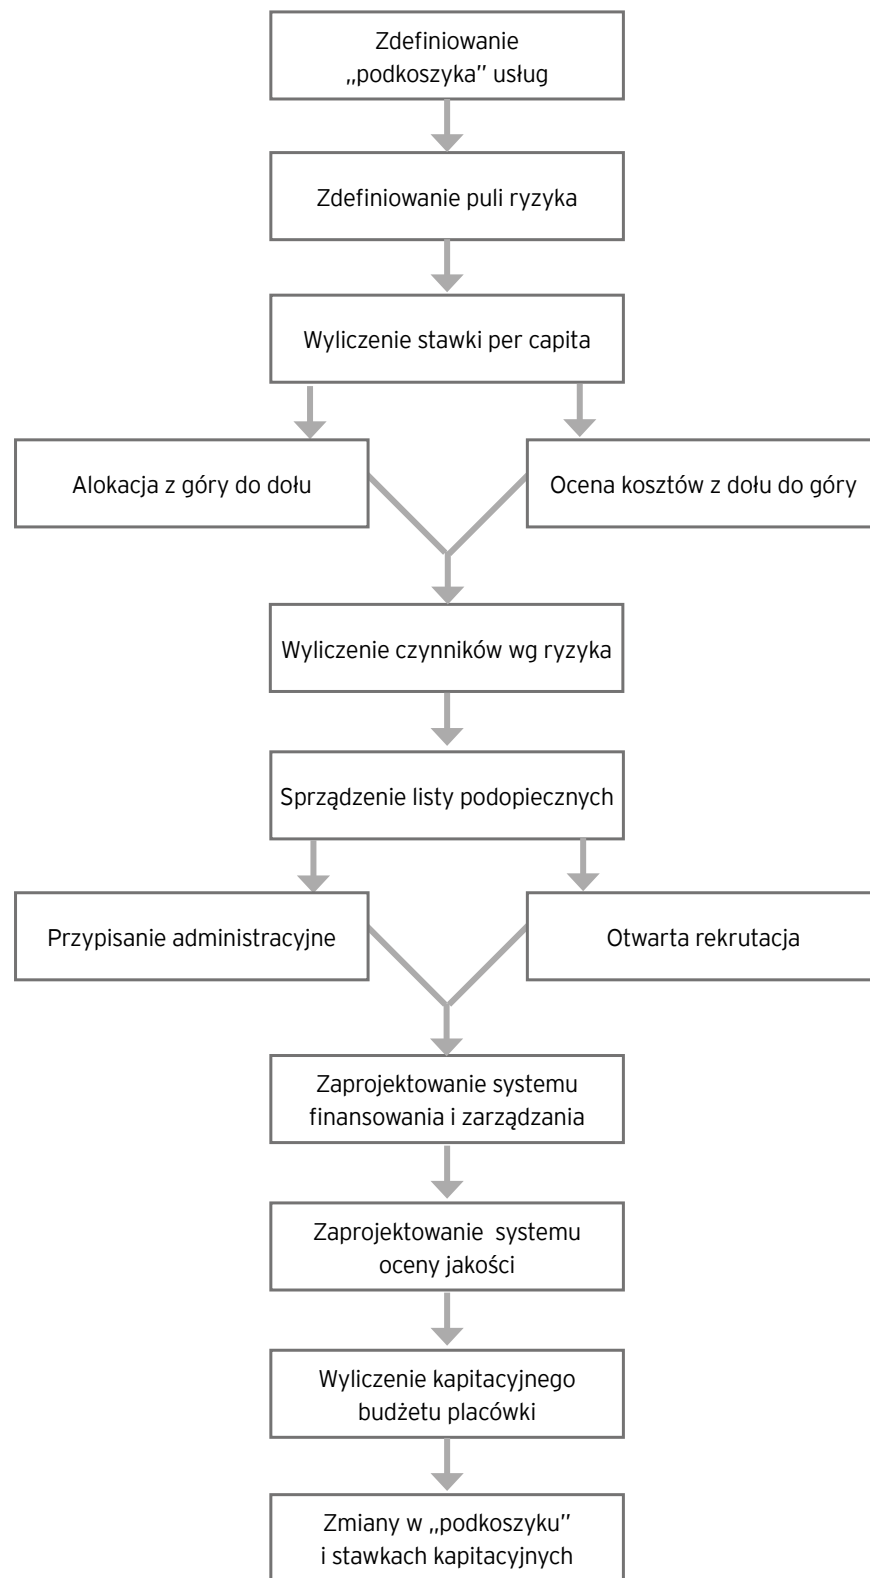 Zdefiniowanie
„podkoszyka” usług
Zdefiniowanie puli ryzyka
Wyliczenie stawki per capita
Alokacja z góry do dołu
Ocena kosztów z dołu do góry
Wyliczenie czynników wg ryzyka
Sprządzenie listy podopiecznych
Przypisanie administracyjne
Otwarta rekrutacja
Zaprojektowanie systemu
finansowania i zarządzania
Zaprojektowanie systemu
oceny jakości
Wyliczenie kapitacyjnego
budżetu placówki
Zmiany w „podkoszyku”
i stawkach kapitacyjnych